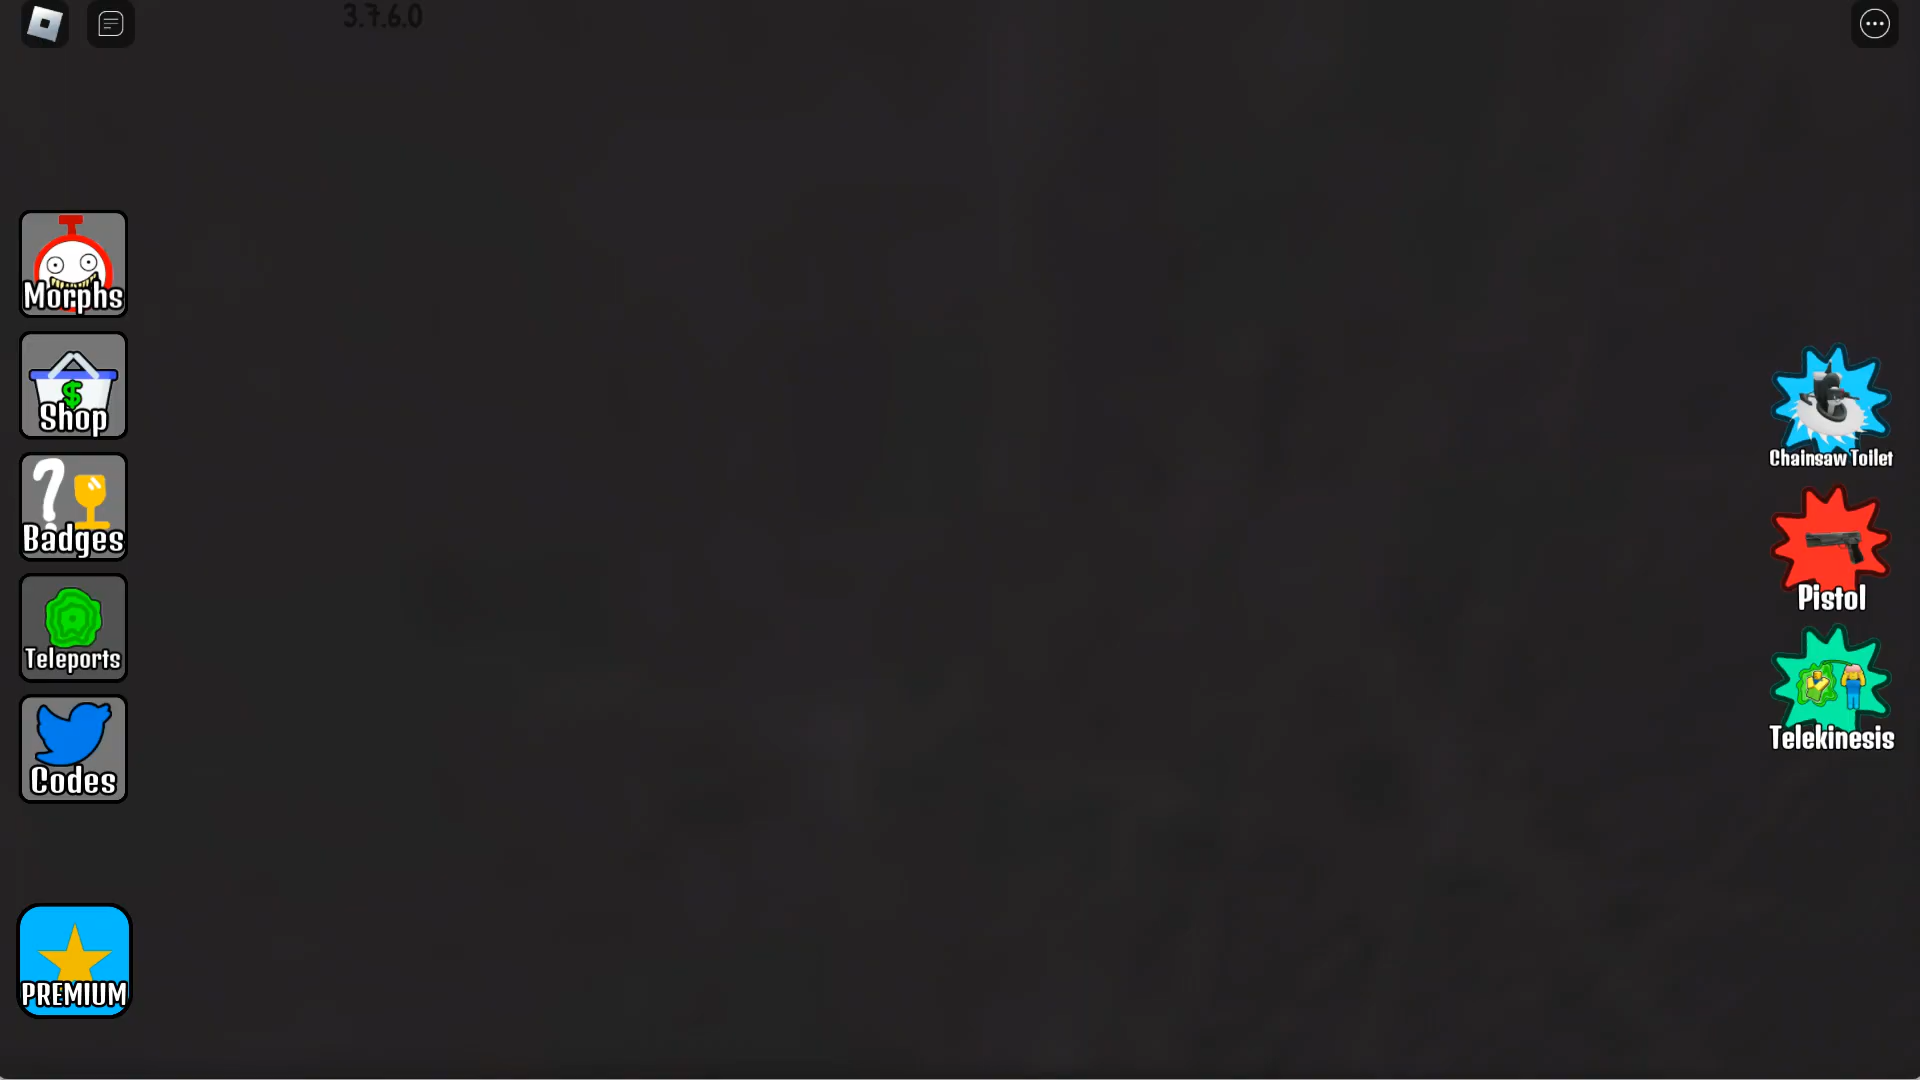 3.7.6.0
Morphs
Shop
Badges
Teleports
Codes
PREMIUM
Chainsaw Toilet
Pistol
Telekinesis